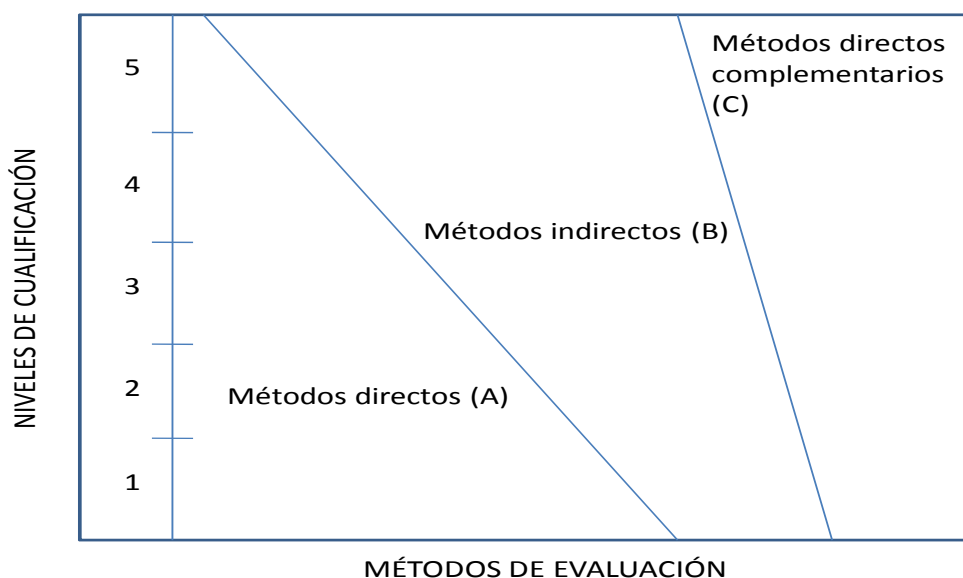 NIVELES DE CUALIFICACIÓN
5
4
3
2
1
Métodos directos
complementarios
(C)
Métodos indirectos (B)
Métodos directos (A)
MÉTODOS DE EVALUACIÓN